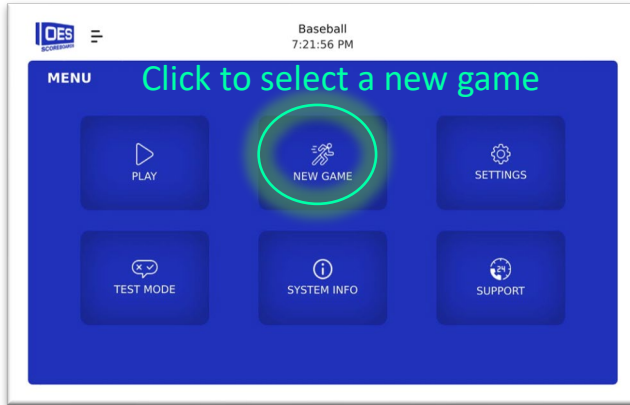 OES
SCOREBOARDS
Baseball
7:21:56 PM
MENU
Click to select a new game
PLAY
NEW GAME
SETTINGS
TEST MODE
SYSTEM INFO
24
SUPPORT